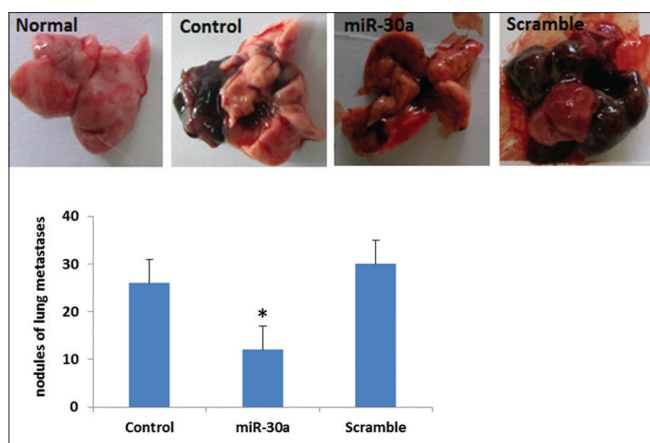 Normal
Control
miR-30a
Scramble
nodules of lung metastases
40
30
20
10
0
*
Control
miR-30a
Scramble